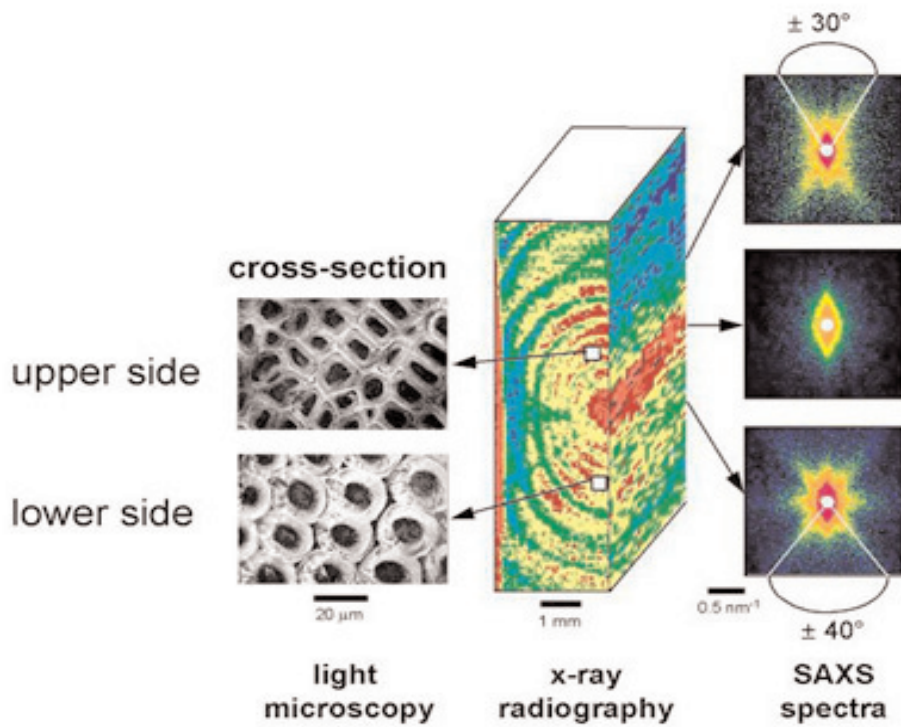 ± 30°
cross-section
upper side
lower side
20 µm
1 mm
0.5 nm⁻¹
± 40°
light
microscopy
x-ray
radiography
SAXS
spectra